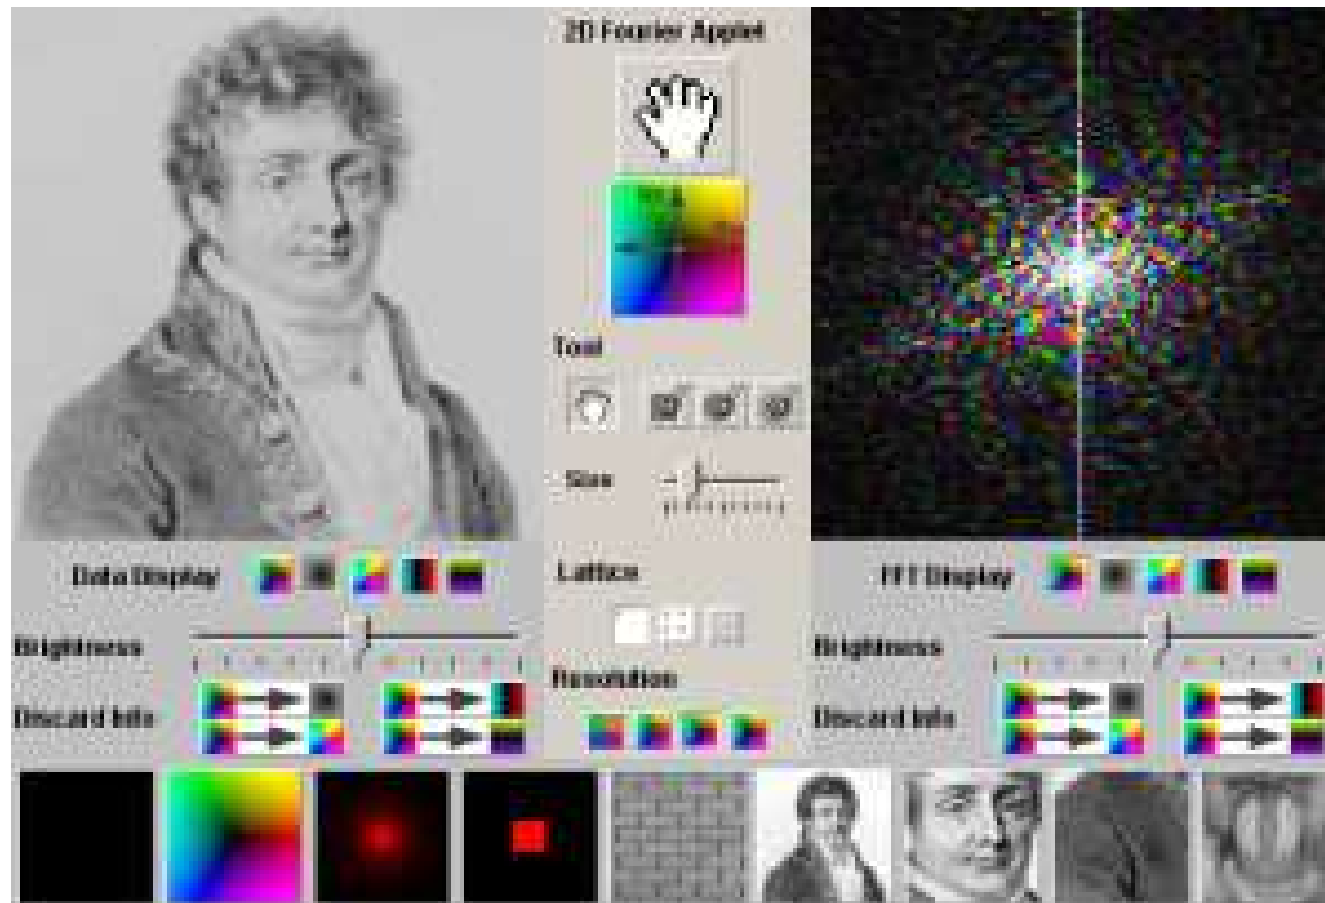 2D Fourier Applet
Tool
Size
Data Display
Lattice
FFT Display
Brightness
Brightness
Resolution
Discard Info
Discard Info